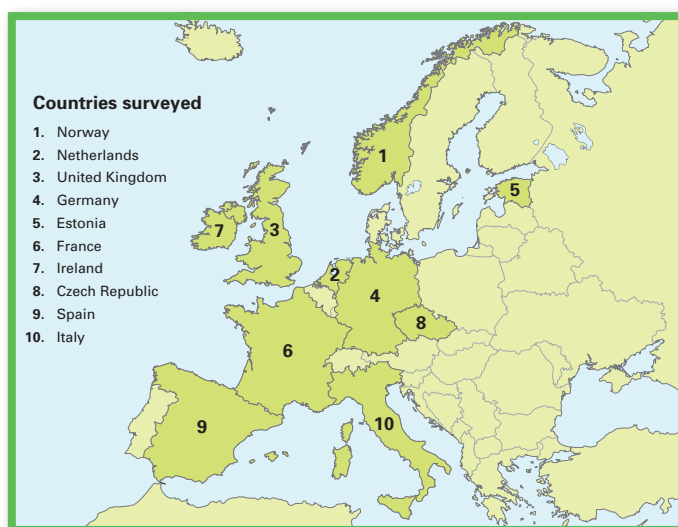 Countries surveyed
1. Norway
2. Netherlands
3. United Kingdom
4. Germany
5. Estonia
6. France
7. Ireland
8. Czech Republic
9. Spain
10. Italy
1
5
7
3
2
4
8
6
9
10